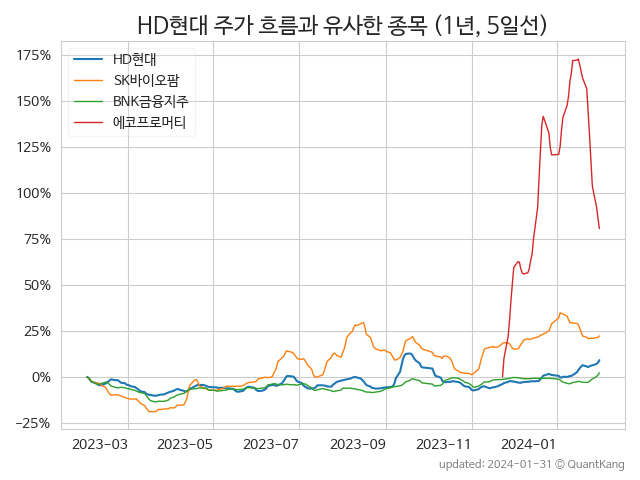 HD현대 주가 흐름과 유사한 종목 (1년, 5일선)
175%
150%
125%
100%
75%
50%
25%
0%
−25%
HD현대
SK바이오팜
BNK금융지주
에코프로머티
2023-03 2023-05 2023-07 2023-09 2023-11 2024-01
updated: 2024-01-31 © QuantKang